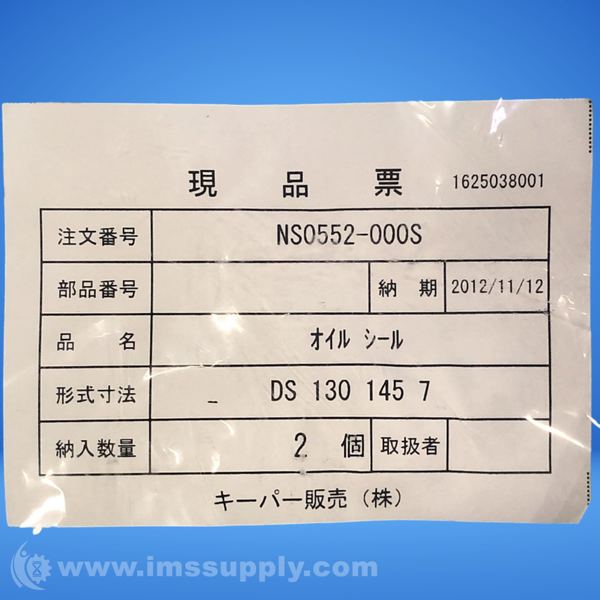 現品票 1625038001
注文番号 NS0552-000S
部品番号 納期 2012/11/12
品名 ｵｲﾙ ｼｰﾙ
形式寸法 _ DS 130 145 7
納入数量 2 個 取扱者
キーパー販売（株）
www.imssupply.com